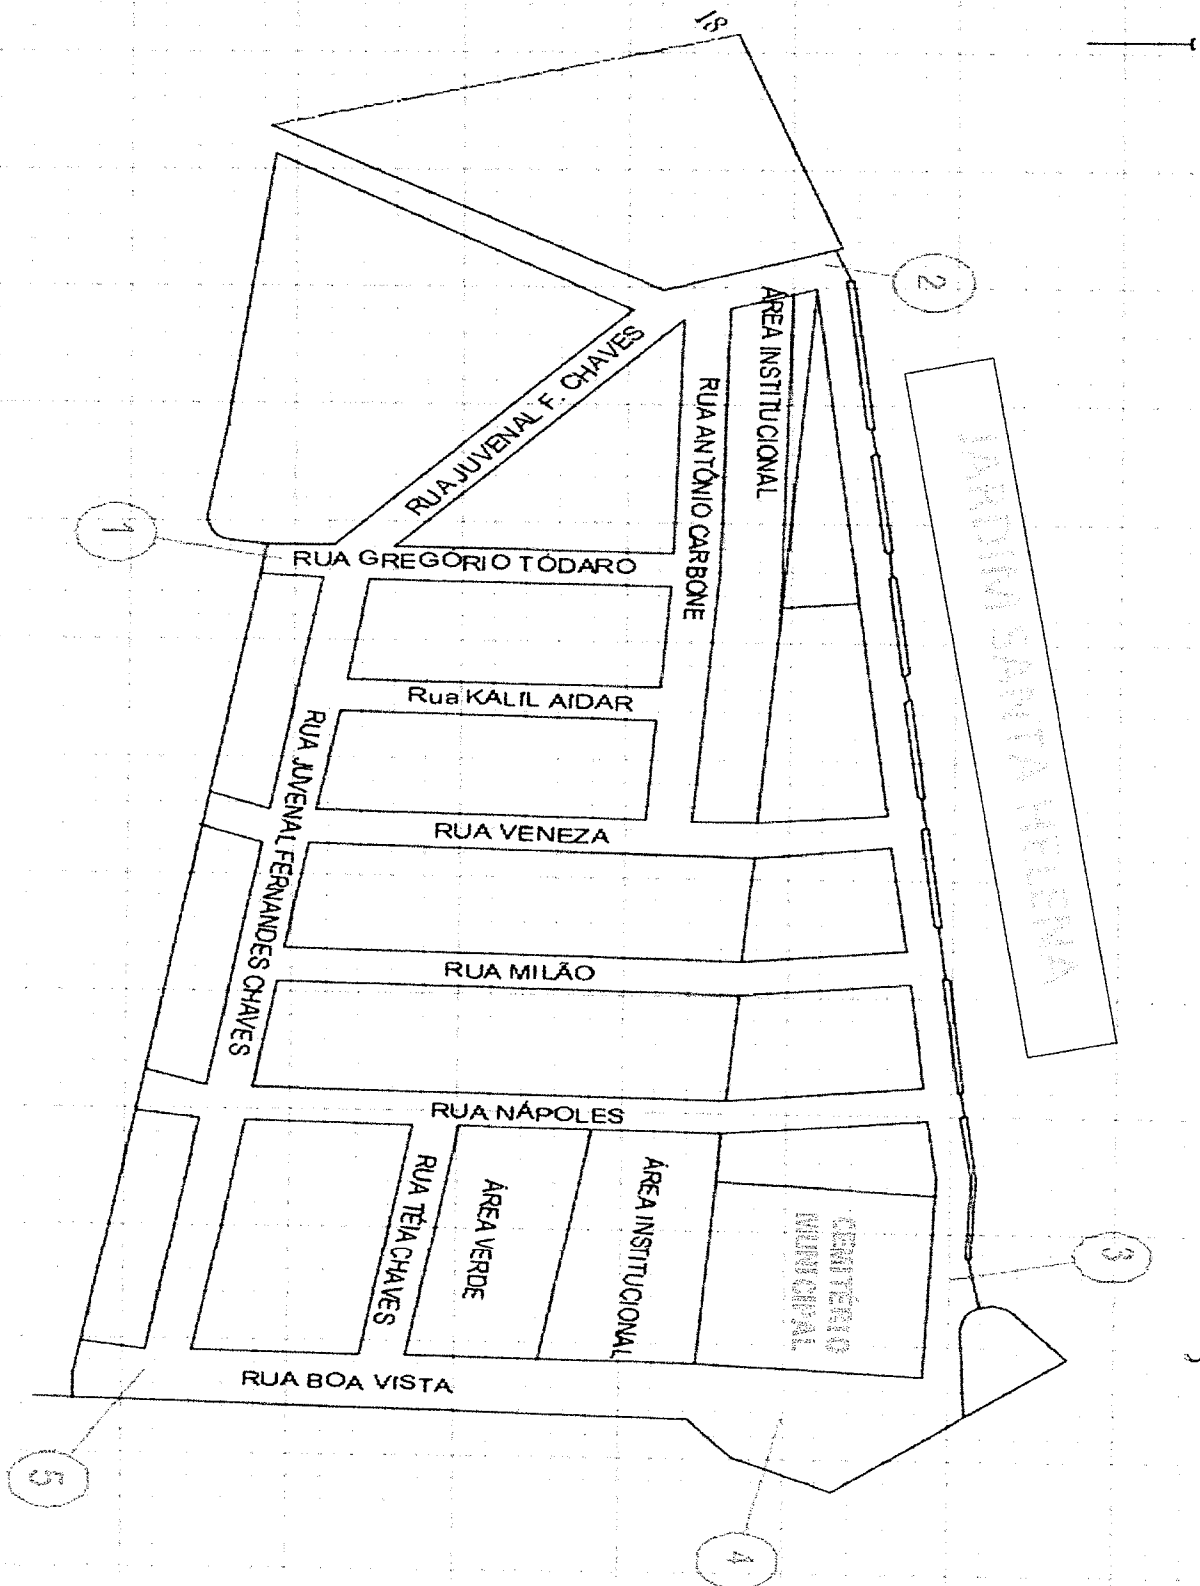 SI
2
ÁREA INSTITUCIONAL
RUA JUVENAL F. CHAVES
RUA ANTÔNIO CARBONE
JARDIM SANTA HELENA
1
RUA GREGÓRIO TÓDARO
Rua KALIL AIDAR
RUA JUVENAL FERNANDES CHAVES
RUA VENEZA
RUA MILÃO
RUA NÁPOLES
RUA TÉIA CHAVES
ÁREA VERDE
ÁREA INSTITUCIONAL
CEMITÉRIO
MUNICIPAL
3
RUA BOA VISTA
5
4